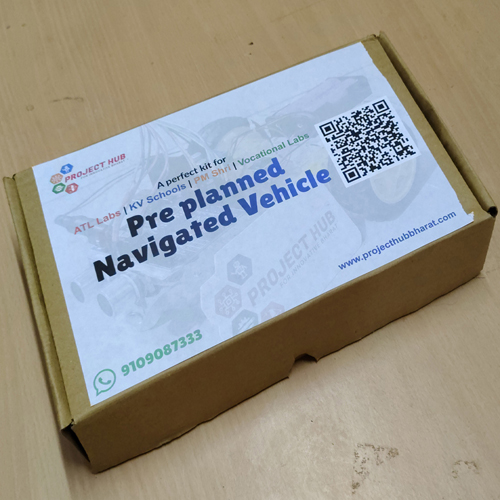 PROJECT HUB
A perfect kit for
ATL Labs | KV Schools | PM Shri | Vocational Labs
Pre planned
Navigated Vehicle
PROJECT HUB
www.projecthubbharat.com
9109087333